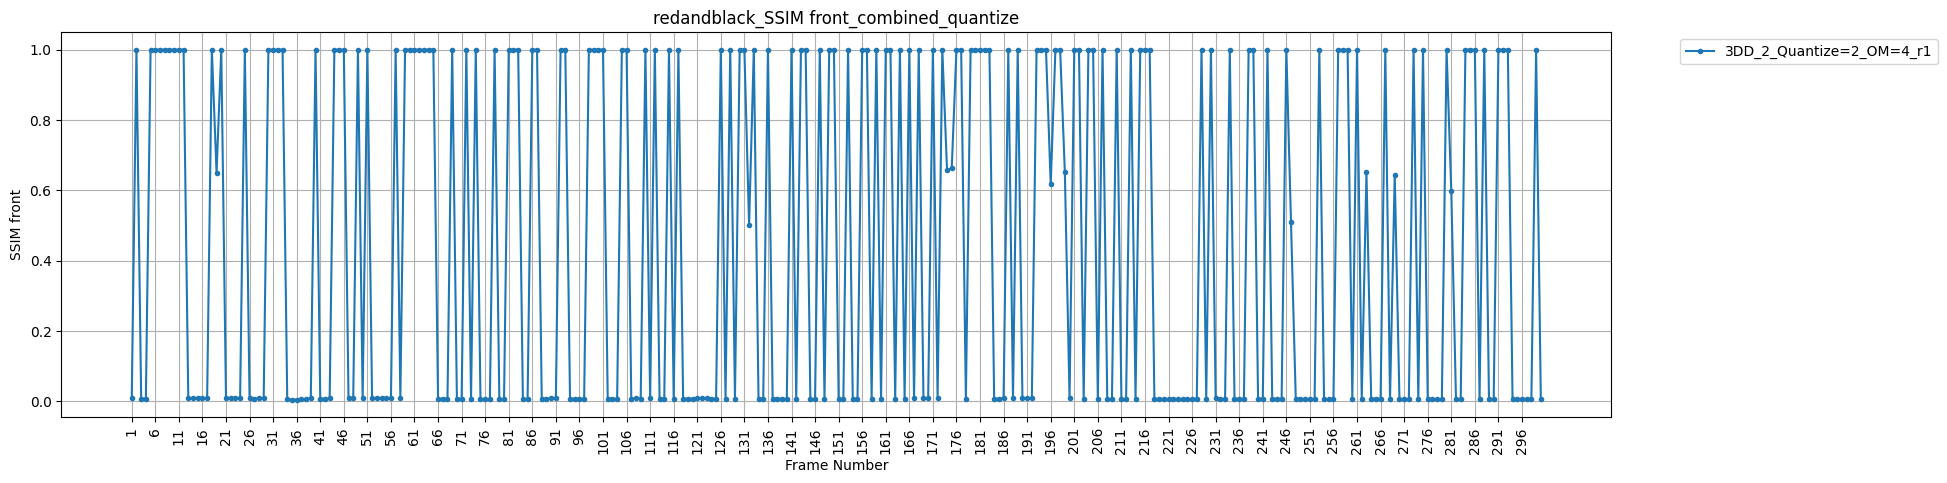 redandblack_SSIM front_combined_quantize
3DD_2_Quantize=2_OM=4_r1
SSIM front
1.0
0.8
0.6
0.4
0.2
0.0
1 6 11 16 21 26 31 36 41 46 51 56 61 66 71 76 81 86 91 96 101 106 111 116 121 126 131 136 141 146 151 156 161 166 171 176 181 186 191 196 201 206 211 216 221 226 231 236 241 246 251 256 261 266 271 276 281 286 291 296
Frame Number